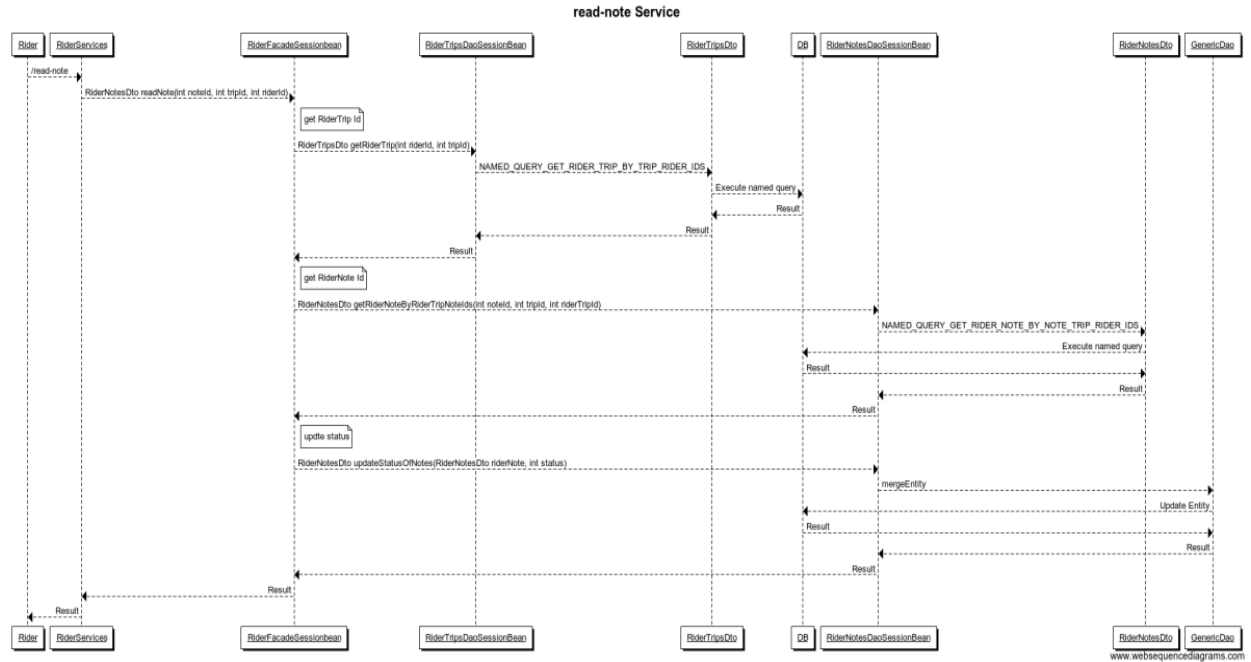 read-note Service
Rider RiderServices RiderFacadeSessionbean RiderTripsDaoSessionBean RiderTripsDto DB RiderNotesDaoSessionBean RiderNotesDto GenericDao
/read-note
RiderNotesDto readNote(int noteId, int tripId, int riderId)
get RiderTrip Id
RiderTripsDto getRiderTrip(int riderId, int tripId)
NAMED_QUERY_GET_RIDER_TRIP_BY_TRIP_RIDER_IDS
Execute named query
Result
Result
Result
get RiderNote Id
RiderNotesDto getRiderNoteByRiderTripNoteIds(int noteId, int tripId, int riderTripId)
NAMED_QUERY_GET_RIDER_NOTE_BY_NOTE_TRIP_RIDER_IDS
Execute named query
Result
Result
Result
updte status
RiderNotesDto updateStatusOfNotes(RiderNotesDto riderNote, int status)
mergeEntity
Update Entity
Result
Result
Result
Result
Result
Rider RiderServices RiderFacadeSessionbean RiderTripsDaoSessionBean RiderTripsDto DB RiderNotesDaoSessionBean RiderNotesDto GenericDao
www.websequencediagrams.com